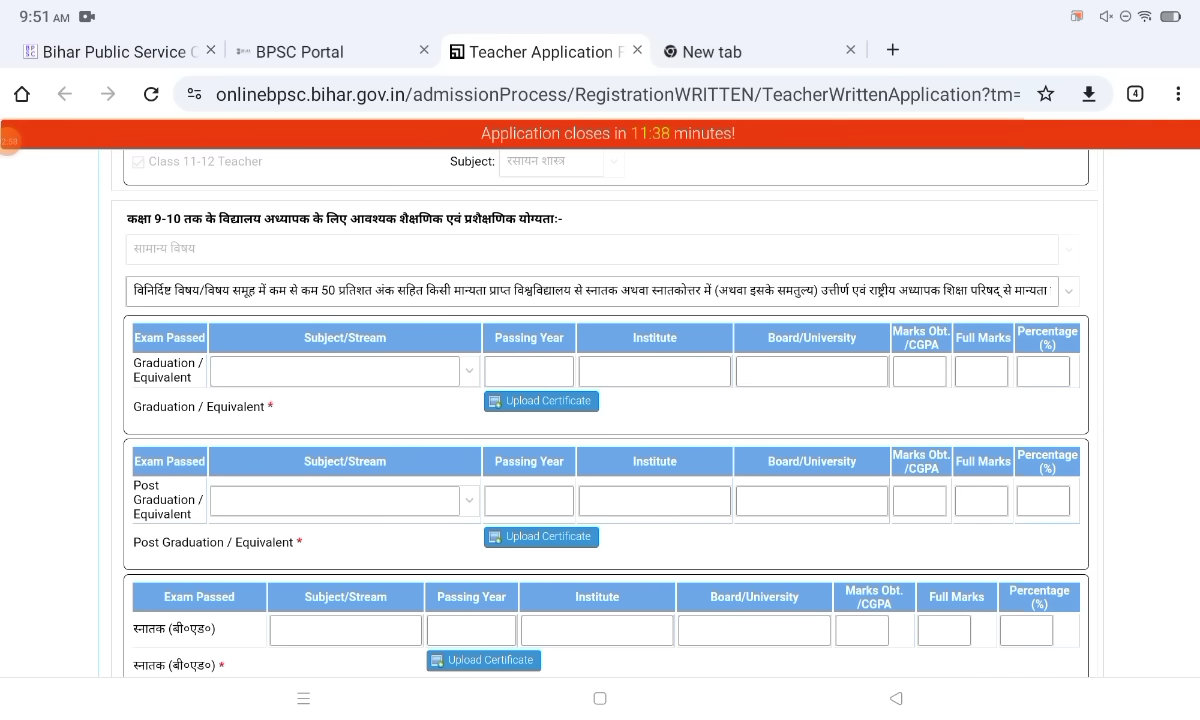 9:51 AM
Bihar Public Service C
BPSC Portal
Teacher Application F
New tab
onlinebpsc.bihar.gov.in/admissionProcess/RegistrationWRITTEN/TeacherWrittenApplication?tm=
4
2:58
Application closes in 11:38 minutes!
Class 11-12 Teacher Subject: रसायन शास्त्र
कक्षा 9-10 तक के विद्यालय अध्यापक के लिए आवश्यक शैक्षणिक एवं प्रशैक्षणिक योग्यता:-
सामान्य विषय
विनिर्दिष्ट विषय/विषय समूह में कम से कम 50 प्रतिशत अंक सहित किसी मान्यता प्राप्त विश्वविद्यालय से स्नातक अथवा स्नातकोत्तर में (अथवा इसके समतुल्य) उत्तीर्ण एवं राष्ट्रीय अध्यापक शिक्षा परिषद् से मान्यता
Exam Passed Subject/Stream Passing Year Institute Board/University Marks Obt. /CGPA Full Marks Percentage (%)
Graduation /
Equivalent
Upload Certificate
Graduation / Equivalent *
Exam Passed Subject/Stream Passing Year Institute Board/University Marks Obt. /CGPA Full Marks Percentage (%)
Post
Graduation /
Equivalent
Upload Certificate
Post Graduation / Equivalent *
Exam Passed Subject/Stream Passing Year Institute Board/University Marks Obt. /CGPA Full Marks Percentage (%)
स्नातक (बी०एड०)
Upload Certificate
स्नातक (बी०एड०) *